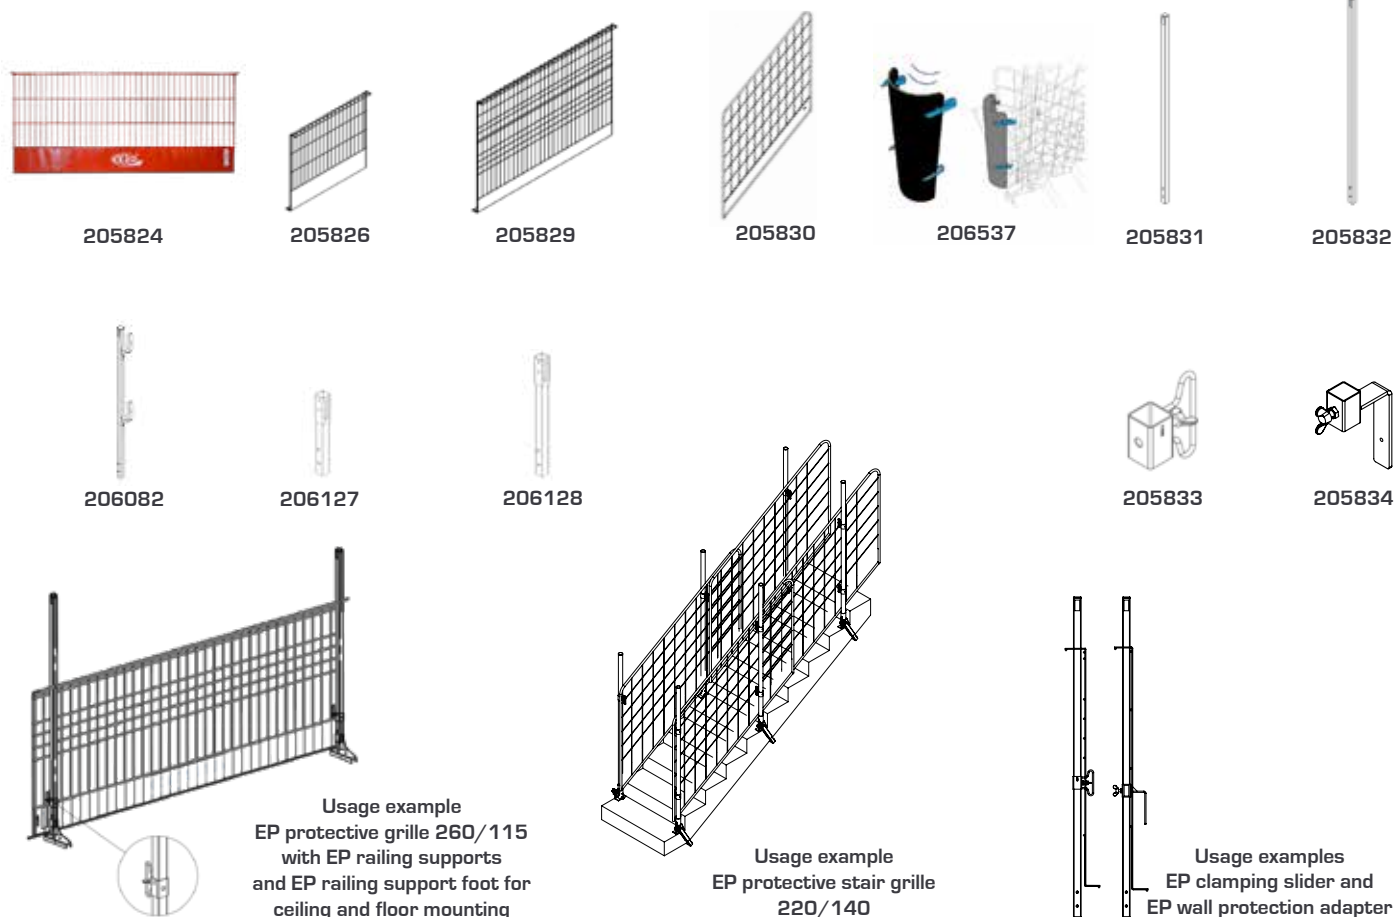 205824
205826
205829
205830
206537
205831
205832
206082
206127
206128
205833
205834
Usage example
EP protective grille 260/115
with EP railing supports
and EP railing support foot for
ceiling and floor mounting
Usage example
EP protective stair grille
220/140
Usage examples
EP clamping slider and
EP wall protection adapter